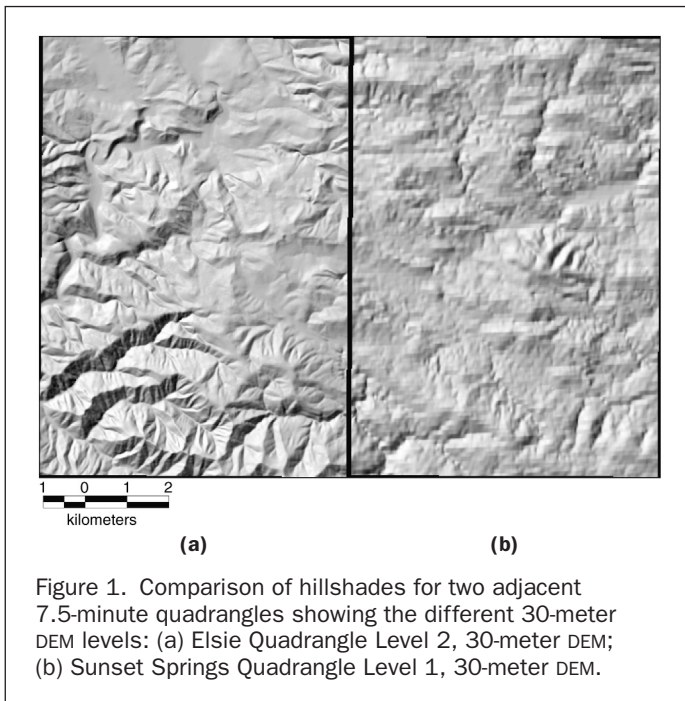 1 0 1 2
kilometers
(a) (b)
Figure 1. Comparison of hillshades for two adjacent
7.5-minute quadrangles showing the different 30-meter
DEM levels: (a) Elsie Quadrangle Level 2, 30-meter DEM;
(b) Sunset Springs Quadrangle Level 1, 30-meter DEM.